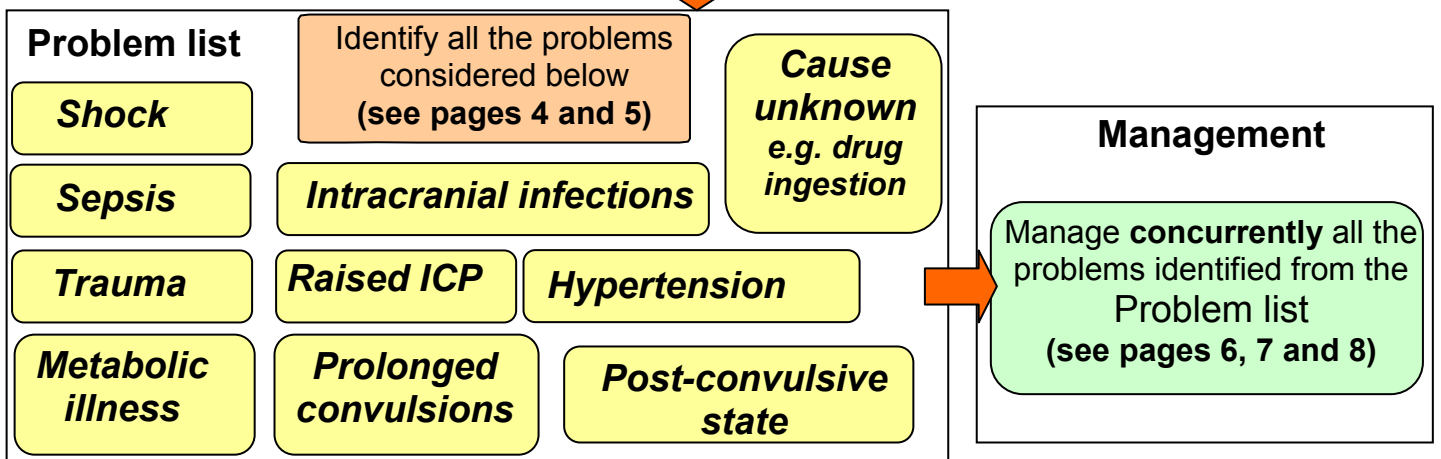 Problem list
Identify all the problems
considered below
(see pages 4 and 5)
Cause
unknown
e.g. drug
ingestion
Shock
Sepsis
Intracranial infections
Trauma
Raised ICP
Hypertension
Metabolic
illness
Prolonged
convulsions
Post-convulsive
state
Management
Manage concurrently all the
problems identified from the
Problem list
(see pages 6, 7 and 8)